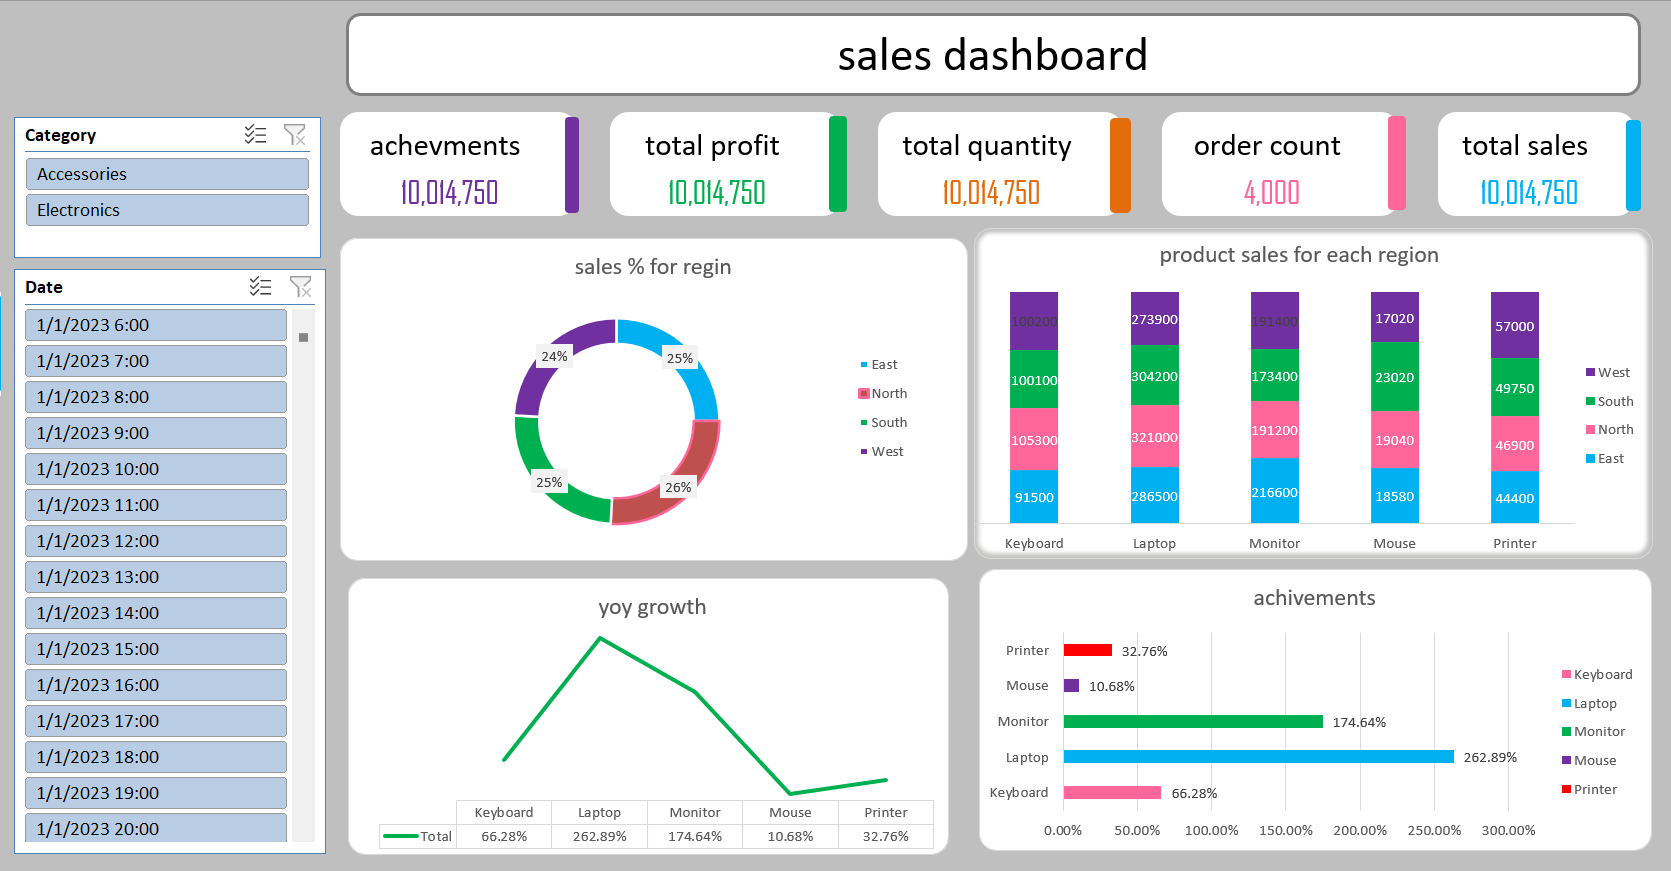 sales dashboard
Category
Accessories
Electronics
Date
1/1/2023 6:00
1/1/2023 7:00
1/1/2023 8:00
1/1/2023 9:00
1/1/2023 10:00
1/1/2023 11:00
1/1/2023 12:00
1/1/2023 13:00
1/1/2023 14:00
1/1/2023 15:00
1/1/2023 16:00
1/1/2023 17:00
1/1/2023 18:00
1/1/2023 19:00
1/1/2023 20:00
achevments
10,014,750
total profit
10,014,750
total quantity
10,014,750
order count
4,000
total sales
10,014,750
sales % for regin
24%
25%
25%
26%
East
North
South
West
product sales for each region
100200 273900 191400 17020 57000
100100 304200 173400 23020 49750
105300 321000 191200 19040 46900
91500 286500 216600 18580 44400
Keyboard Laptop Monitor Mouse Printer
West
South
North
East
yoy growth
Keyboard Laptop Monitor Mouse Printer
Total 66.28% 262.89% 174.64% 10.68% 32.76%
achivements
Printer 32.76%
Mouse 10.68%
Monitor 174.64%
Laptop 262.89%
Keyboard 66.28%
0.00% 50.00% 100.00% 150.00% 200.00% 250.00% 300.00%
Keyboard
Laptop
Monitor
Mouse
Printer